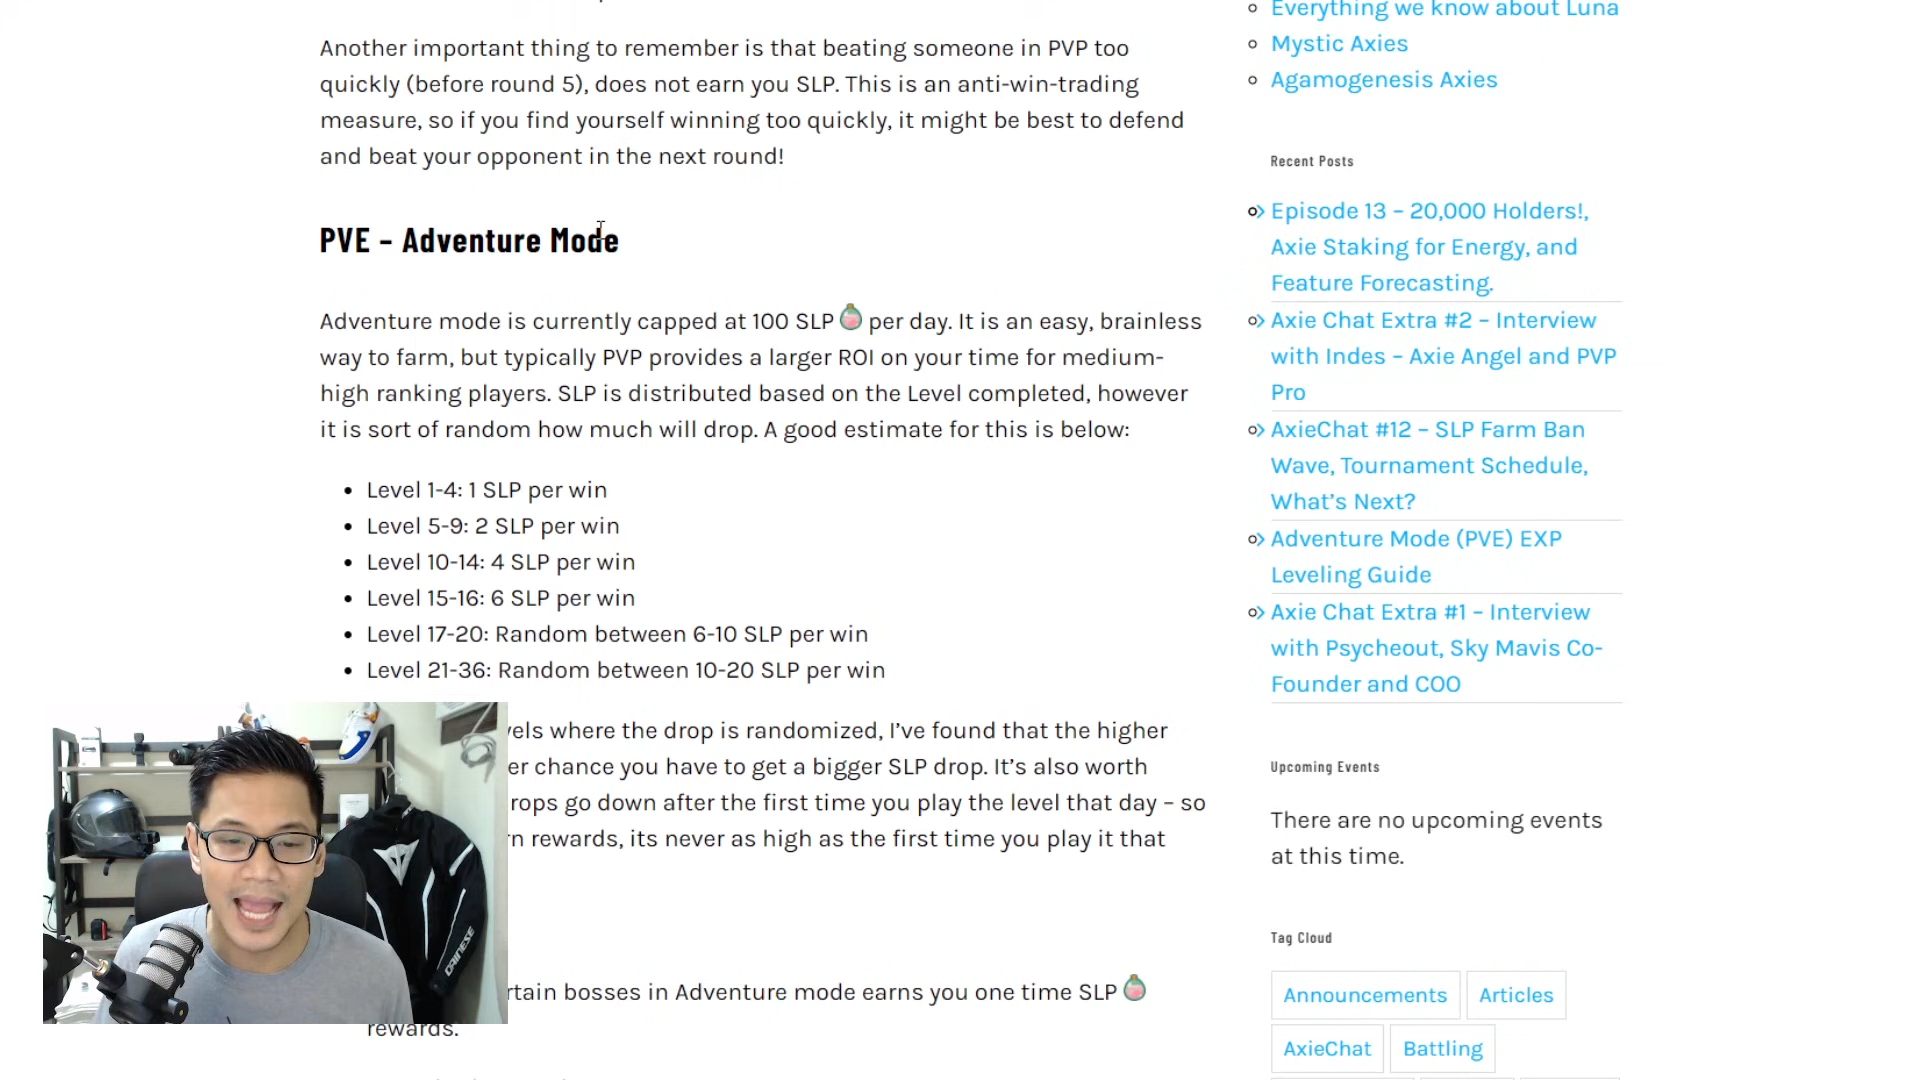 Another important thing to remember is that beating someone in PVP too
quickly (before round 5), does not earn you SLP. This is an anti-win-trading
measure, so if you find yourself winning too quickly, it might be best to defend
and beat your opponent in the next round!
PVE – Adventure Mode
Adventure mode is currently capped at 100 SLP per day. It is an easy, brainless
way to farm, but typically PVP provides a larger ROI on your time for medium-
high ranking players. SLP is distributed based on the Level completed, however
it is sort of random how much will drop. A good estimate for this is below:
Level 1-4: 1 SLP per win
Level 5-9: 2 SLP per win
Level 10-14: 4 SLP per win
Level 15-16: 6 SLP per win
Level 17-20: Random between 6-10 SLP per win
Level 21-36: Random between 10-20 SLP per win
where the drop is randomized, I've found that the higher
chance you have to get a bigger SLP drop. It's also worth
go down after the first time you play the level that day – so
rewards, its never as high as the first time you play it that
bosses in Adventure mode earns you one time SLP
rewards.
DAINESE
Everything we know about Luna
Mystic Axies
Agamogenesis Axies
Recent Posts
Episode 13 – 20,000 Holders!,
Axie Staking for Energy, and
Feature Forecasting.
Axie Chat Extra #2 – Interview
with Indes – Axie Angel and PVP
Pro
AxieChat #12 – SLP Farm Ban
Wave, Tournament Schedule,
What's Next?
Adventure Mode (PVE) EXP
Leveling Guide
Axie Chat Extra #1 – Interview
with Psycheout, Sky Mavis Co-
Founder and COO
Upcoming Events
There are no upcoming events
at this time.
Tag Cloud
Announcements
Articles
AxieChat
Battling